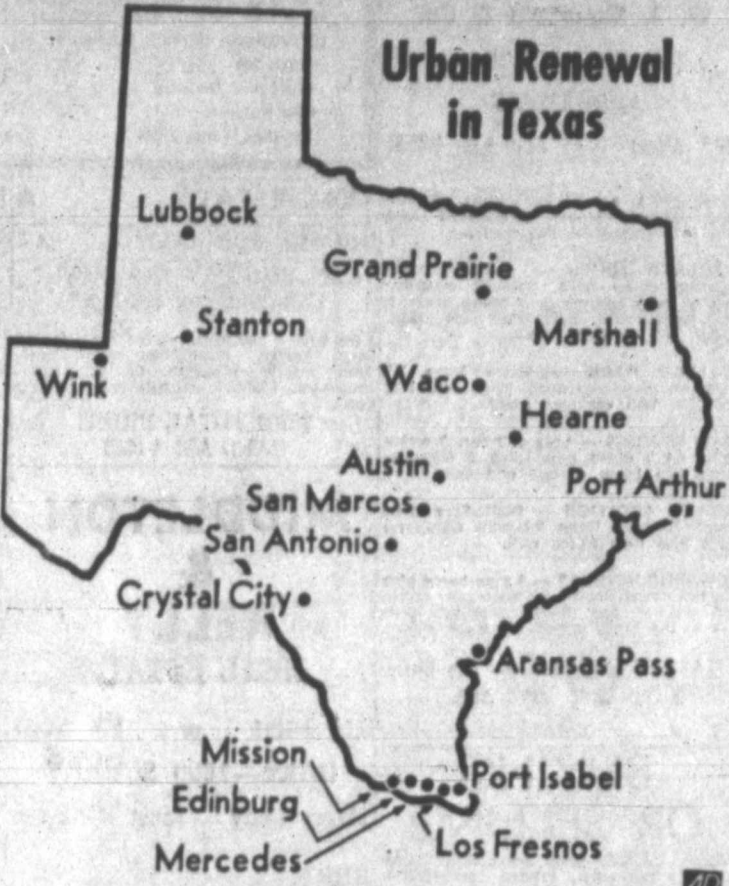 Urban Renewal
in Texas
Lubbock
Grand Prairie
Stanton
Marshall
Wink
Waco
Hearne
Austin
Port Arthur
San Marcos
San Antonio
Crystal City
Aransas Pass
Mission
Port Isabel
Edinburg
Los Fresnos
Mercedes
AP